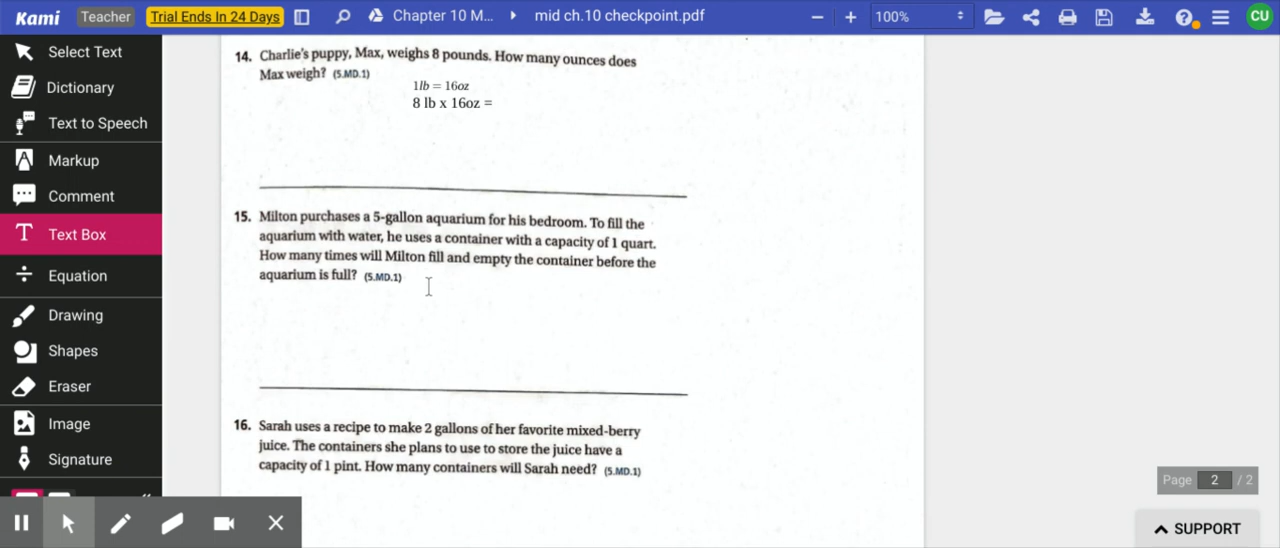 Kami Teacher Trial Ends In 24 Days Chapter 10 M... mid ch.10 checkpoint.pdf 100%
CU
Select Text
Dictionary
Text to Speech
Markup
Comment
Text Box
Equation
Drawing
Shapes
Eraser
Image
Signature
14. Charlie's puppy, Max, weighs 8 pounds. How many ounces does
Max weigh? (5.MD.1)
1lb = 16oz
8 lb x 16oz =
15. Milton purchases a 5-gallon aquarium for his bedroom. To fill the
aquarium with water, he uses a container with a capacity of 1 quart.
How many times will Milton fill and empty the container before the
aquarium is full? (5.MD.1)
16. Sarah uses a recipe to make 2 gallons of her favorite mixed-berry
juice. The containers she plans to use to store the juice have a
capacity of 1 pint. How many containers will Sarah need? (5.MD.1)
Page 2 / 2
SUPPORT